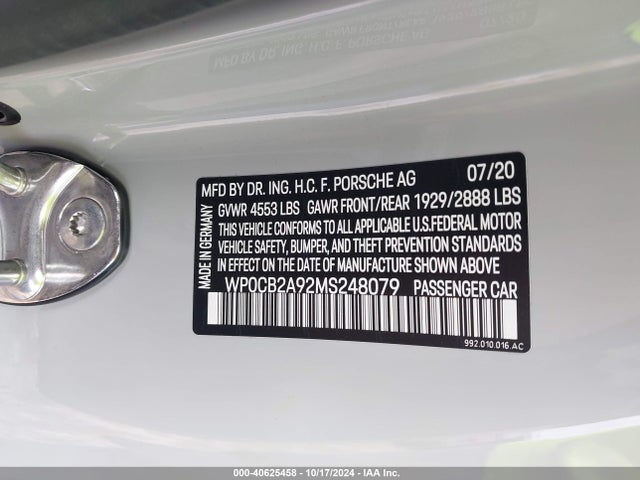 MFD BY DR. ING. H.C. F. PORSCHE AG 07/20
GVWR 4553 LBS GAWR FRONT/REAR 1929/2888 LBS
THIS VEHICLE CONFORMS TO ALL APPLICABLE U.S.FEDERAL MOTOR
VEHICLE SAFETY, BUMPER, AND THEFT PREVENTION STANDARDS
IN EFFECT ON THE DATE OF MANUFACTURE SHOWN ABOVE
WP0CB2A92MS248079 PASSENGER CAR
MADE IN GERMANY
992.010.016.AC
000-40625458 - 10/17/2024 - IAA Inc.